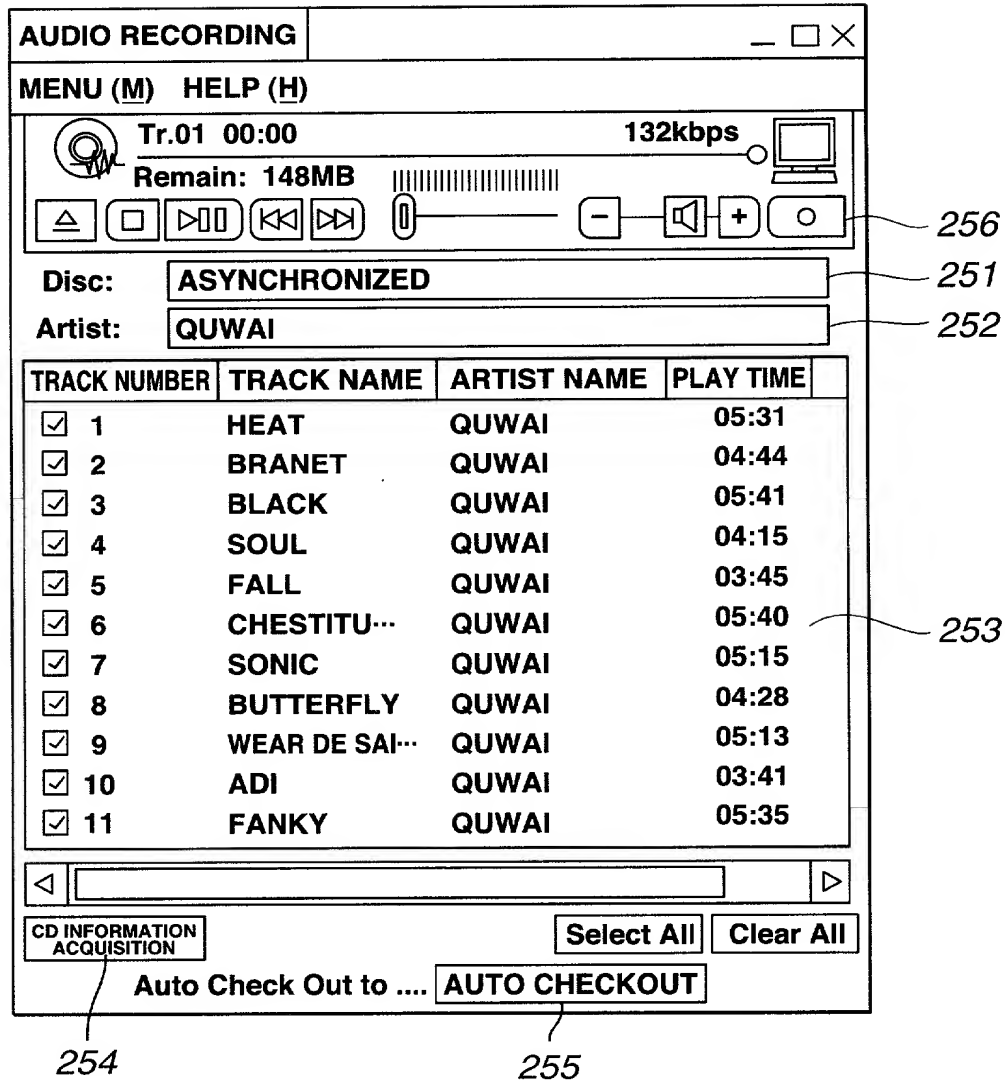 AUDIO RECORDING
MENU (M) HELP (H)
Tr.01 00:00 132kbps
Remain: 148MB
256
Disc: ASYNCHRONIZED 251
Artist: QUWAI 252
TRACK NUMBER TRACK NAME ARTIST NAME PLAY TIME
1 HEAT QUWAI 05:31
2 BRANET QUWAI 04:44
3 BLACK QUWAI 05:41
4 SOUL QUWAI 04:15
5 FALL QUWAI 03:45
6 CHESTITU··· QUWAI 05:40 253
7 SONIC QUWAI 05:15
8 BUTTERFLY QUWAI 04:28
9 WEAR DE SAI··· QUWAI 05:13
10 ADI QUWAI 03:41
11 FANKY QUWAI 05:35
CD INFORMATION
ACQUISITION
Select All Clear All
Auto Check Out to .... AUTO CHECKOUT
254 255